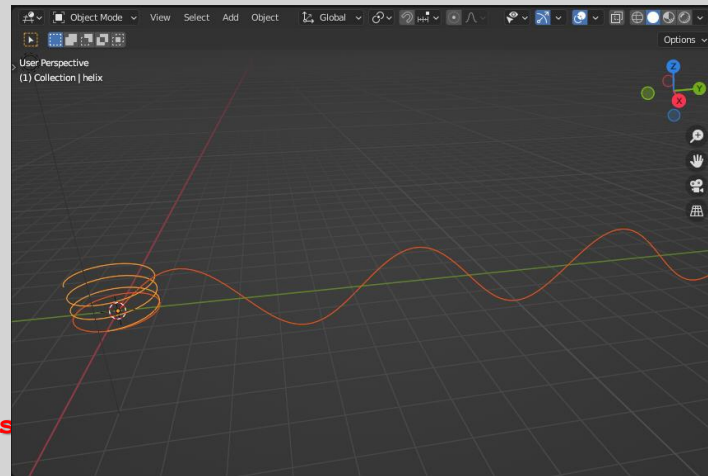 Object Mode View Select Add Object Global
Options
User Perspective
(1) Collection | helix
Z
Y
X
s